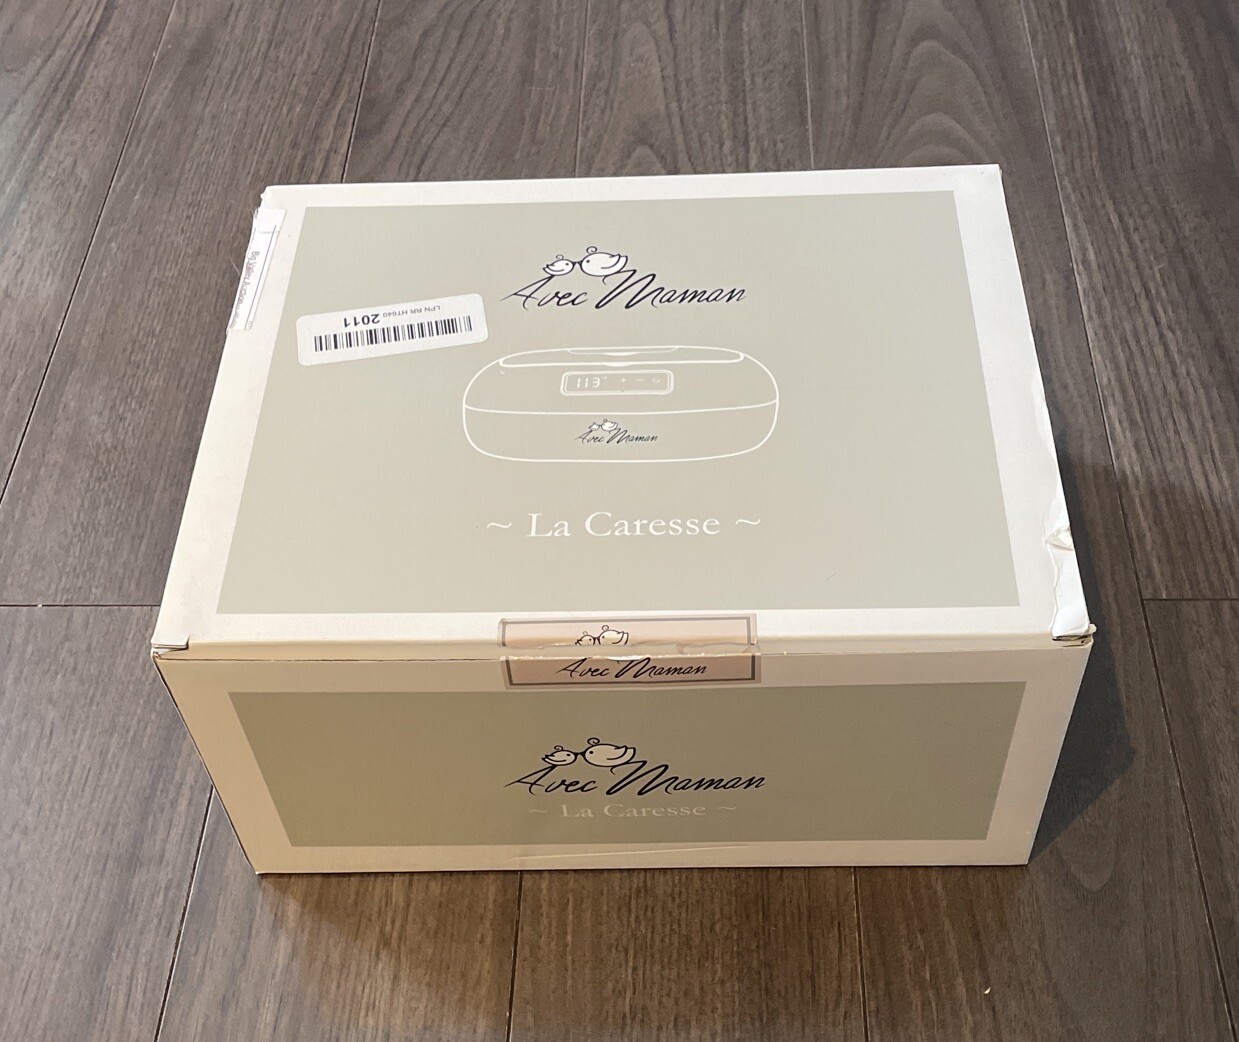 Avec Maman
LPN RR HT640 2011
113°
Avec Maman
~ La Caresse ~
Avec Maman
Avec Maman
~ La Caresse ~